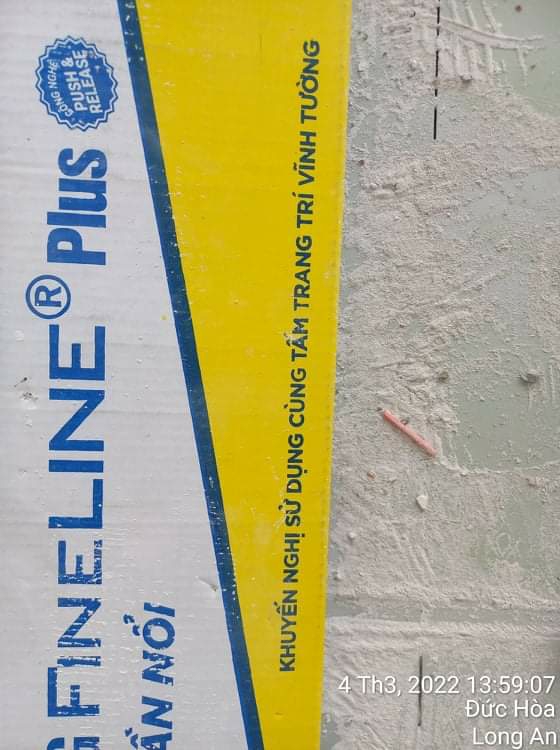 CÔNG NGHỆ
PUSH &
RELEASE
FINELINE® Plus
ẦN NỔI
KHUYẾN NGHỊ SỬ DỤNG CÙNG TẤM TRANG TRÍ VĨNH TƯỜNG
4 Th3, 2022 13:59:07
Đức Hòa
Long An